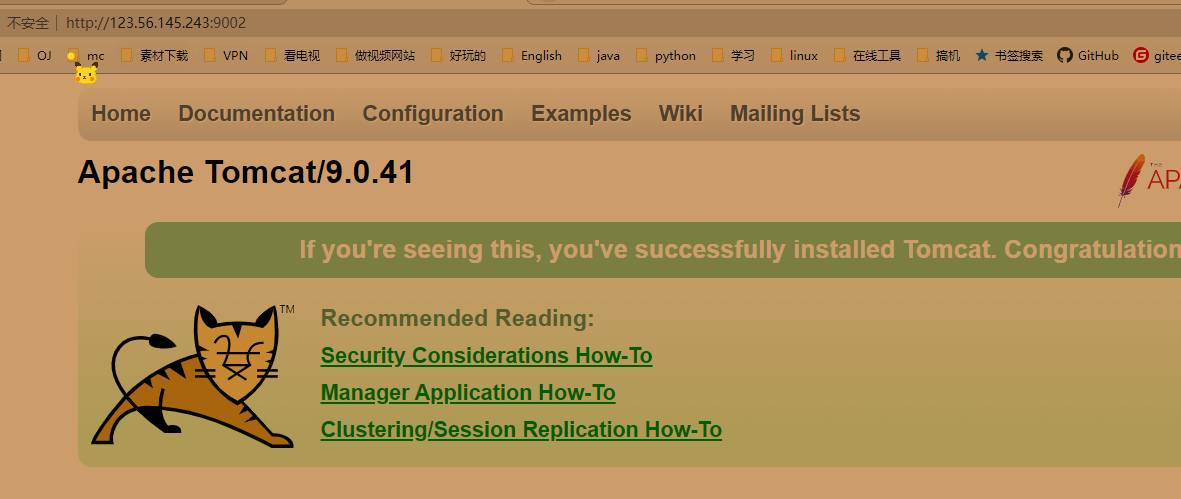 不安全 | http://123.56.145.243:9002
OJ mc 素材下载 VPN 看电视 做视频网站 好玩的 English java python 学习 linux 在线工具 搞机 书签搜索 GitHub gitee
Home Documentation Configuration Examples Wiki Mailing Lists
Apache Tomcat/9.0.41
THE
APA
If you're seeing this, you've successfully installed Tomcat. Congratulation
TM
Recommended Reading:
Security Considerations How-To
Manager Application How-To
Clustering/Session Replication How-To